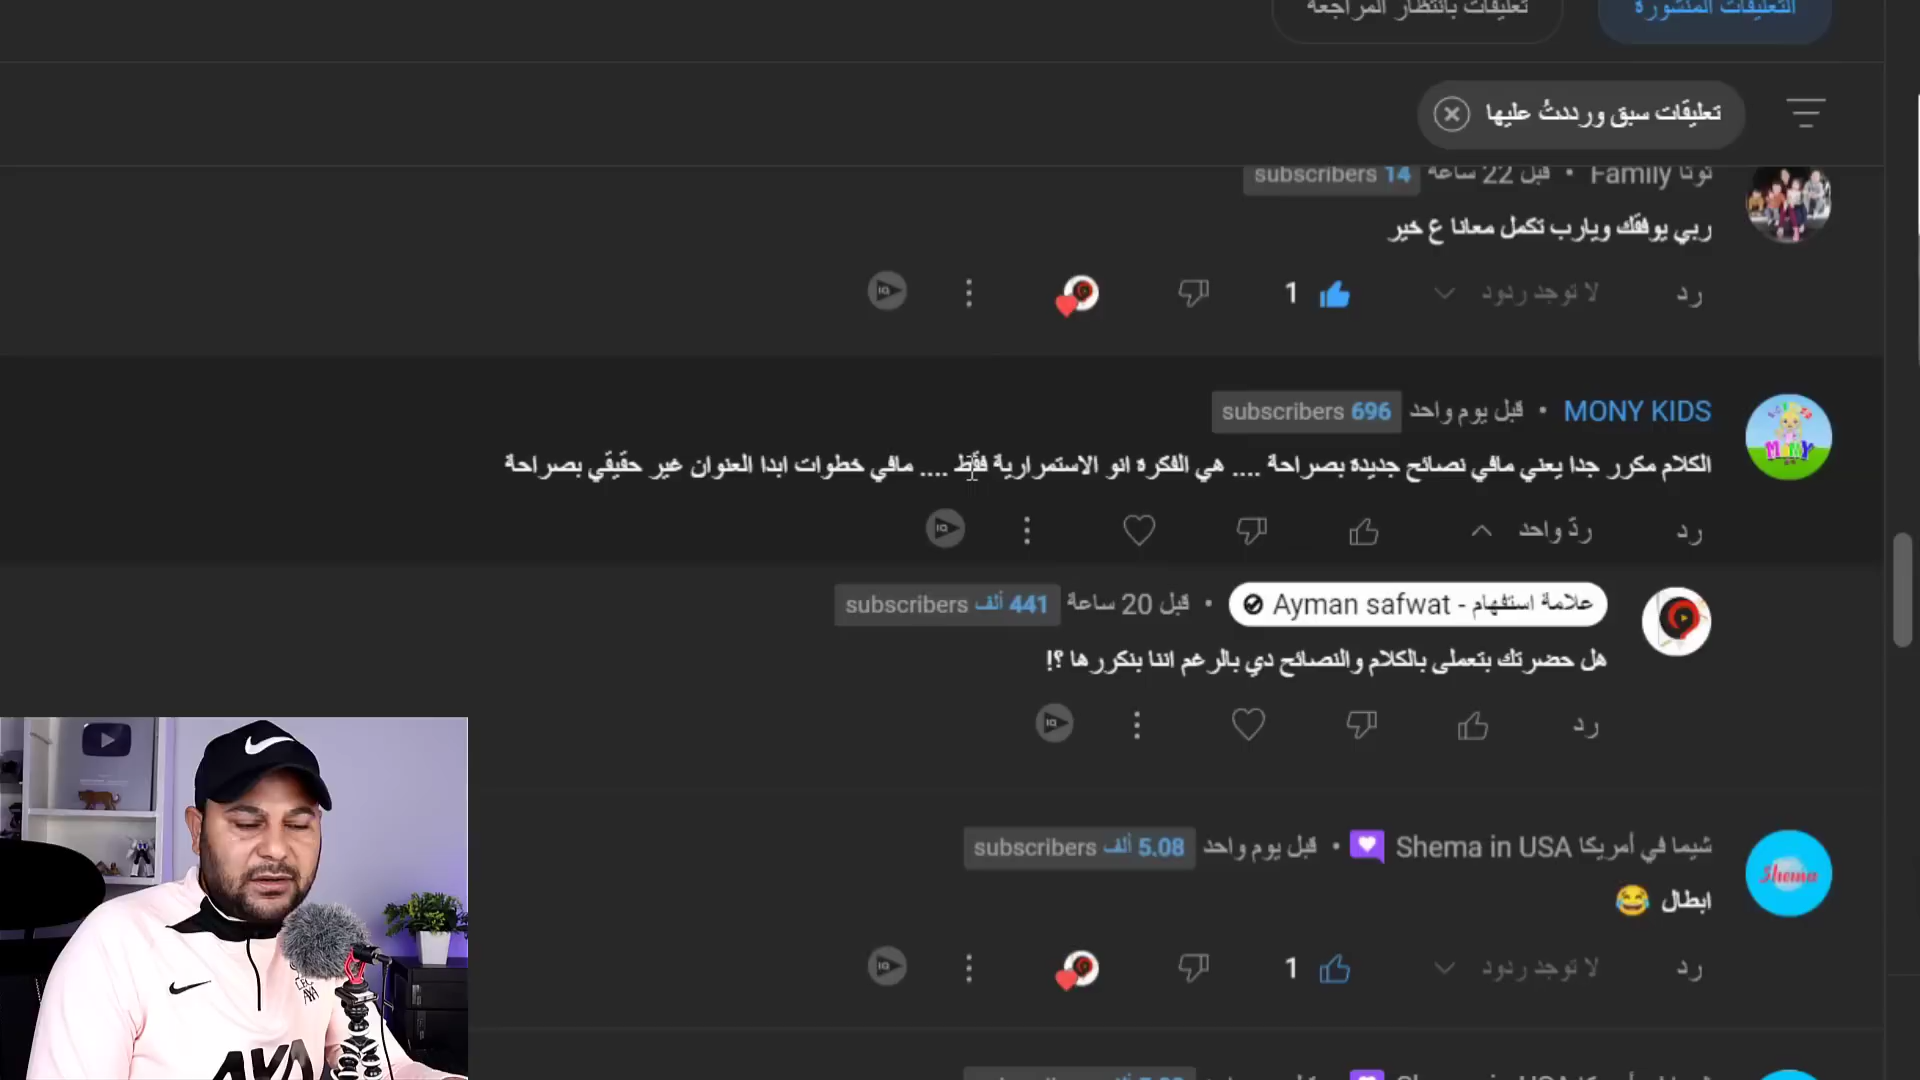 التعليقات المنشورة
تعليقات بانتظار المراجعة
تعليقات سبق ورددتُ عليها
توتا Family • قبل 22 ساعة 14 subscribers
ربي يوفقك ويارب تكمل معانا ع خير
رد
لا توجد ردود
1
MONY KIDS • قبل يوم واحد 696 subscribers
الكلام مكرر جدا يعني مافي نصائح جديدة بصراحة .... هي الفكره انو الاستمرارية فقط .... مافي خطوات ابدا العنوان غير حقيقي بصراحة
رد
ردّ واحد
علامة استفهام - Ayman safwat • قبل 20 ساعة 441 ألف subscribers
هل حضرتك بتعملى بالكلام والنصائح دي بالرغم اننا بنكررها ؟!
رد
شيما في أمريكا Shema in USA • قبل يوم واحد 5.08 ألف subscribers
ابطال 😂
رد
لا توجد ردود
1
Shema